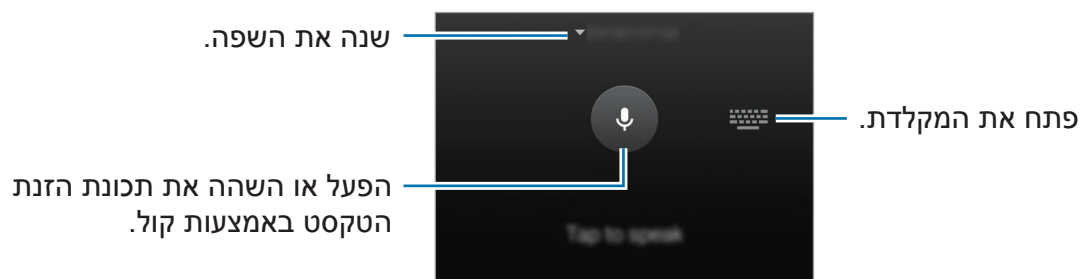 שנה את השפה.
פתח את המקלדת.
הפעל או השהה את תכונת הזנת
הטקסט באמצעות קול.
Tap to speak